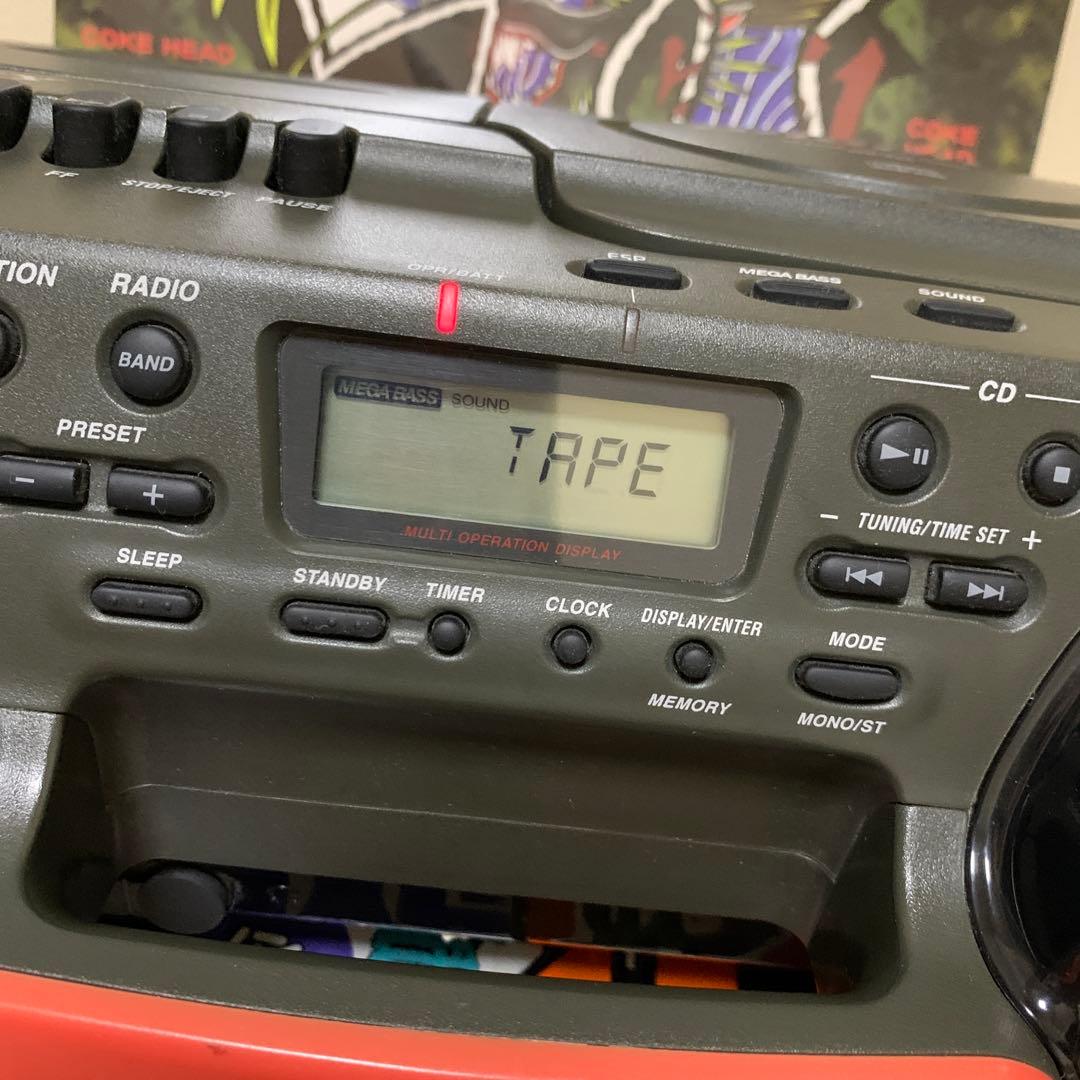 COKE HEAD
COKE
HEAD
FF
STOP/EJECT
PAUSE
TION
RADIO
BAND
OPR/BATT
ESP
MEGA BASS
SOUND
PRESET
−
+
MEGA BASS SOUND
TAPE
MULTI OPERATION DISPLAY
CD
− TUNING/TIME SET +
SLEEP
STANDBY
TIMER
CLOCK
DISPLAY/ENTER
MEMORY
MODE
MONO/ST